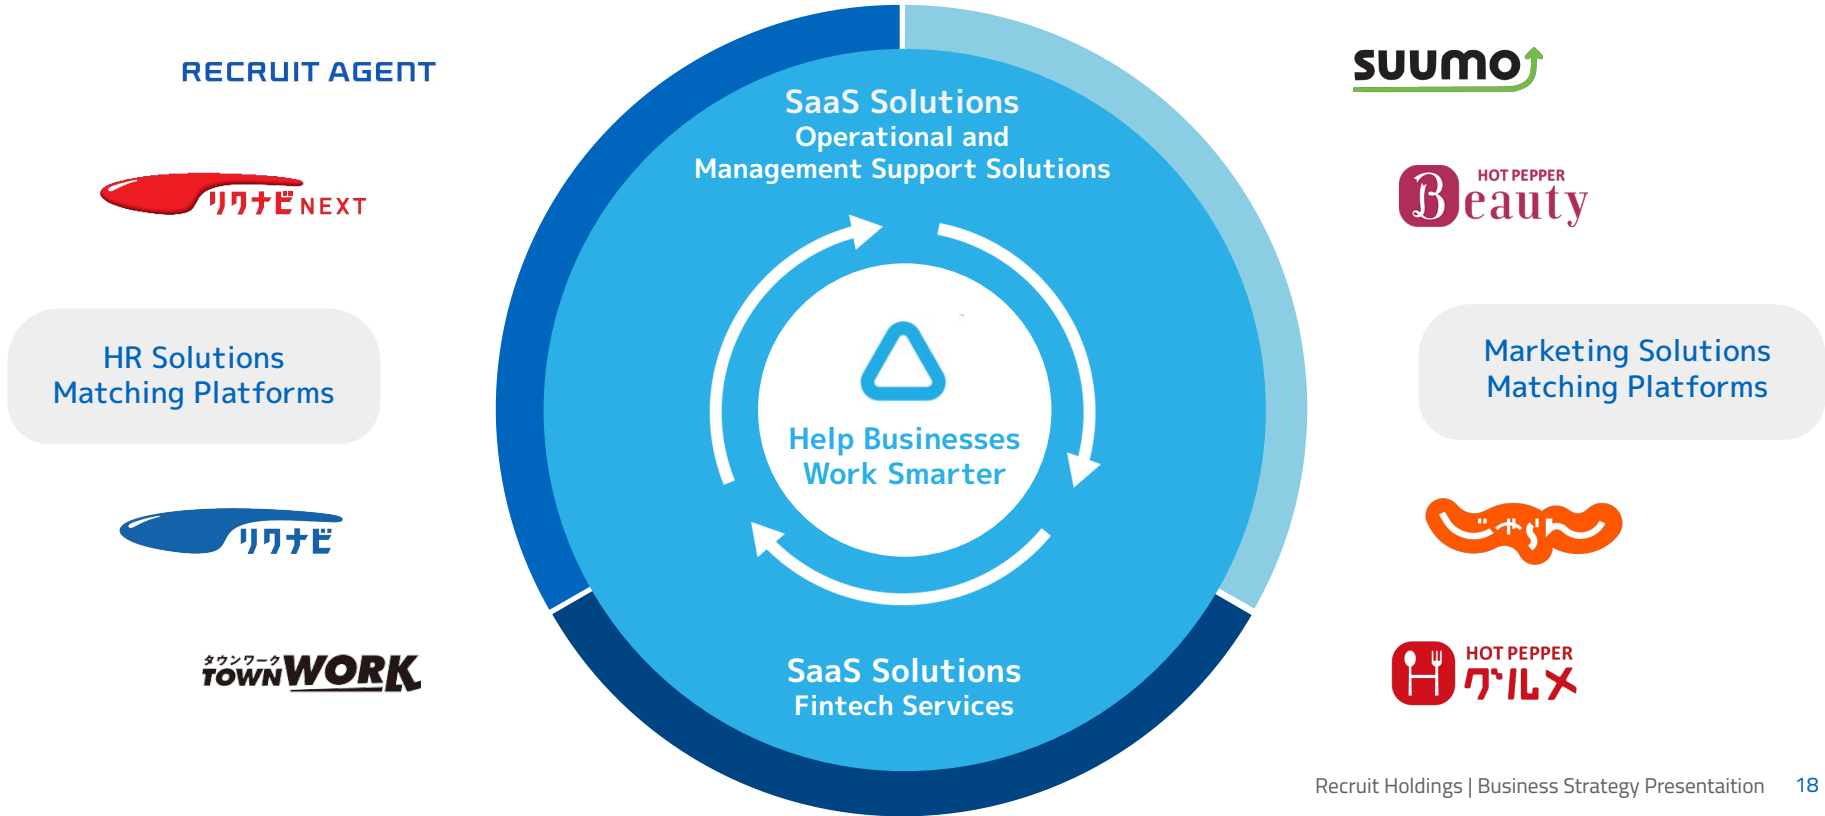 RECRUIT AGENT
リクナビNEXT
HR Solutions
Matching Platforms
リクナビ
タウンワーク
TOWNWORK
SaaS Solutions
Operational and
Management Support Solutions
Help Businesses
Work Smarter
SaaS Solutions
Fintech Services
suumo
HOT PEPPER
Beauty
Marketing Solutions
Matching Platforms
じゃらん
HOT PEPPER
グルメ
Recruit Holdings | Business Strategy Presentaition 18